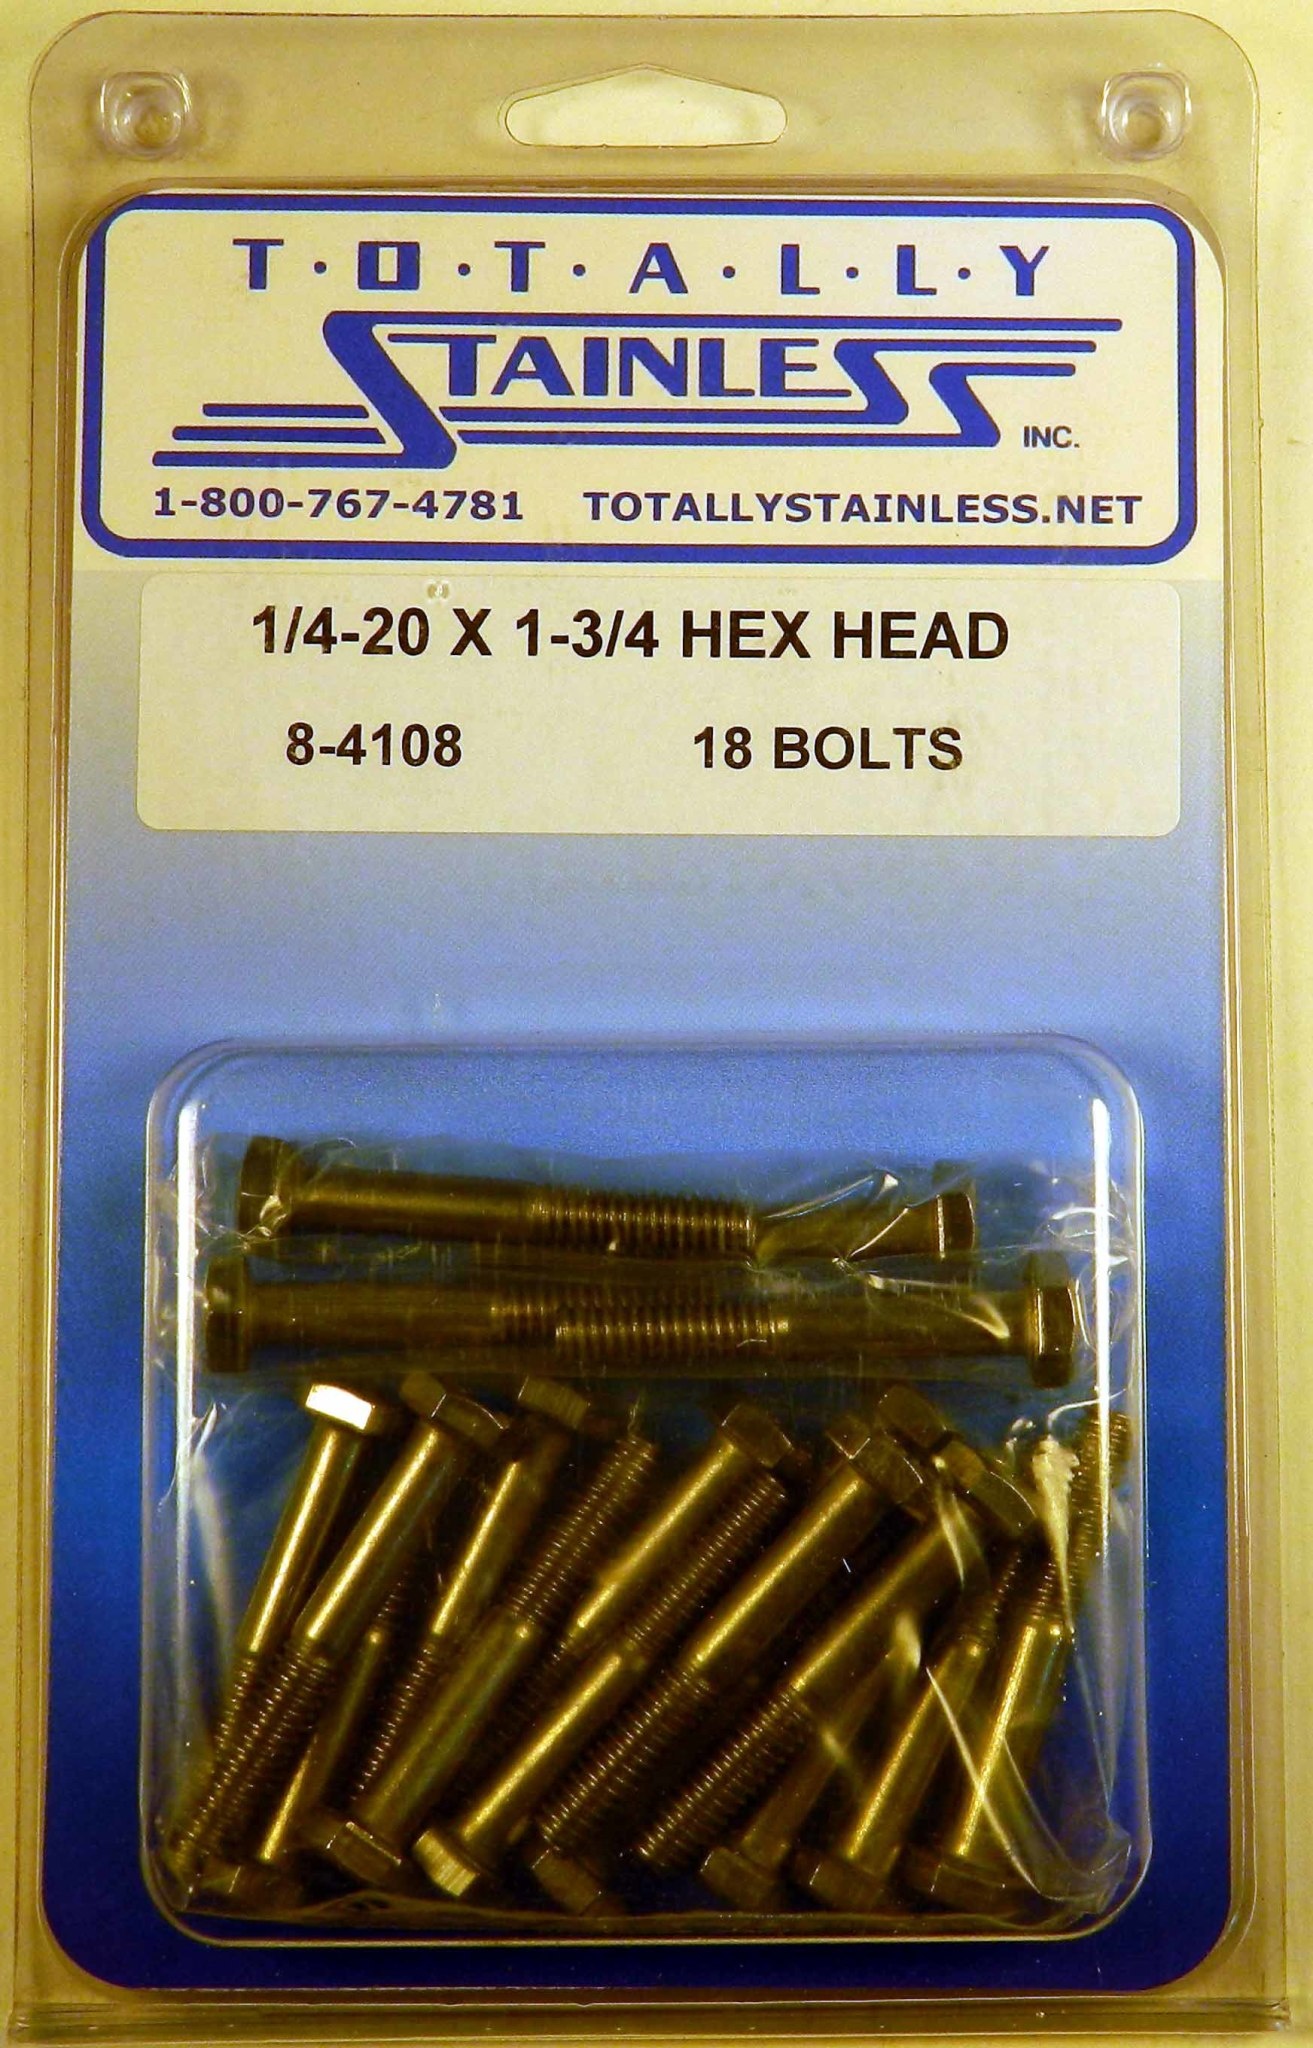 T·O·T·A·L·L·Y
STAINLESS INC.
1-800-767-4781 TOTALLYSTAINLESS.NET
1/4-20 X 1-3/4 HEX HEAD
8-4108 18 BOLTS